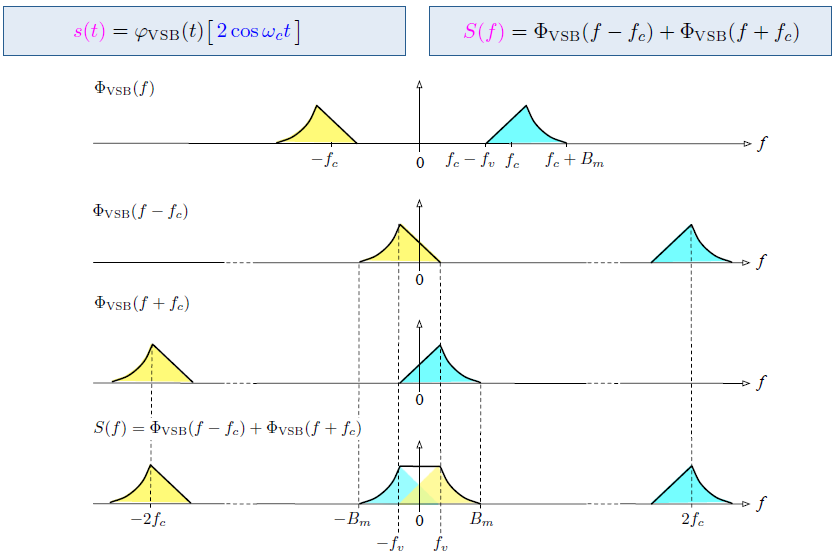 s(t) = φ_VSB(t)[2 cos ω_c t]
S(f) = Φ_VSB(f − f_c) + Φ_VSB(f + f_c)
Φ_VSB(f)
f
−f_c 0 f_c − f_v f_c f_c + B_m
Φ_VSB(f − f_c)
f
0
Φ_VSB(f + f_c)
f
0
S(f) = Φ_VSB(f − f_c) + Φ_VSB(f + f_c)
f
−2f_c −B_m 0 B_m 2f_c
−f_v f_v